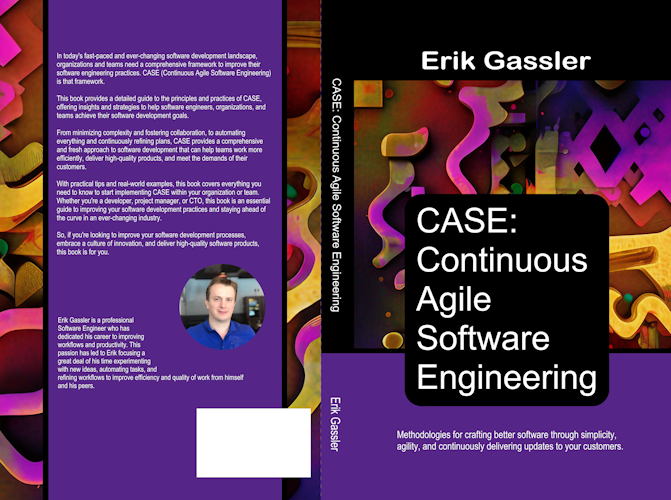 In today's fast-paced and ever-changing software development landscape,
organizations and teams need a comprehensive framework to improve their
software engineering practices. CASE (Continuous Agile Software Engineering)
is that framework.
This book provides a detailed guide to the principles and practices of CASE,
offering insights and strategies to help software engineers, organizations, and
teams achieve their software development goals.
From minimizing complexity and fostering collaboration, to automating
everything and continuously refining plans, CASE provides a comprehensive
and fresh approach to software development that can help teams work more
efficiently, deliver high-quality products, and meet the demands of their
customers.
With practical tips and real-world examples, this book covers everything you
need to know to start implementing CASE within your organization or team.
Whether you're a developer, project manager, or CTO, this book is an essential
guide to improving your software development practices and staying ahead of
the curve in an ever-changing industry.
So, if you're looking to improve your software development processes,
embrace a culture of innovation, and deliver high-quality software products,
this book is for you.
Erik Gassler is a professional
Software Engineer who has
dedicated his career to improving
workflows and productivity. This
passion has led to Erik focusing a
great deal of his time experimenting
with new ideas, automating tasks, and
refining workflows to improve efficiency and quality of work from himself
and his peers.
CASE: Continuous Agile Software Engineering
Erik Gassler
Erik Gassler
CASE:
Continuous
Agile
Software
Engineering
Methodologies for crafting better software through simplicity,
agility, and continuously delivering updates to your customers.